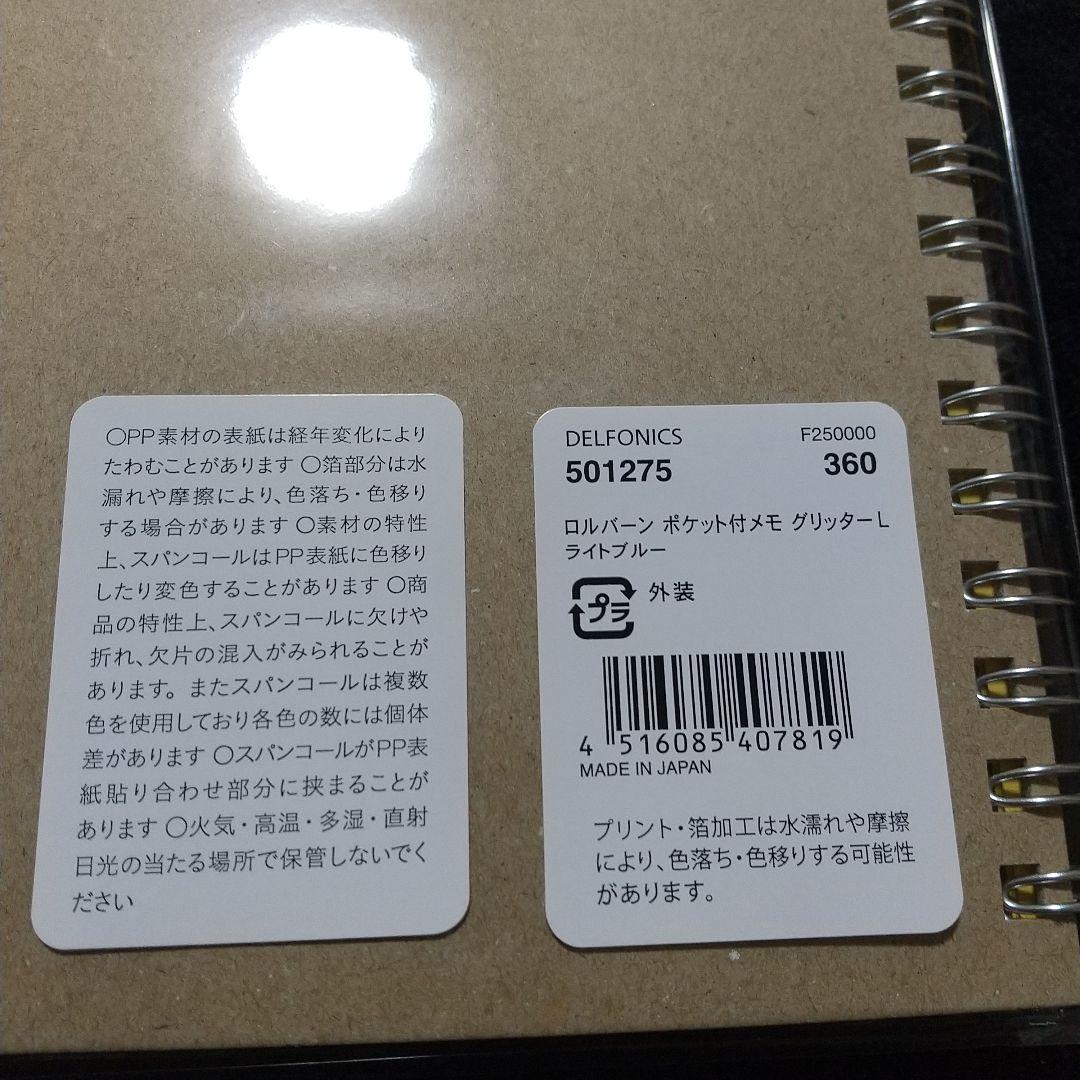 〇PP素材の表紙は経年変化により
たわむことがあります 〇箔部分は水
漏れや摩擦により、色落ち・色移り
する場合があります 〇素材の特性
上、スパンコールはPP表紙に色移り
したり変色することがあります 〇商
品の特性上、スパンコールに欠けや
折れ、欠片の混入がみられることが
あります。またスパンコールは複数
色を使用しており各色の数には個体
差があります 〇スパンコールがPP表
紙貼り合わせ部分に挟まることが
あります 〇火気・高温・多湿・直射
日光の当たる場所で保管しないでく
ださい
DELFONICS F250000
501275 360
ロルバーン ポケット付メモ グリッターL
ライトブルー
プラ 外装
4 516085 407819
MADE IN JAPAN
プリント・箔加工は水濡れや摩擦
により、色落ち・色移りする可能性
があります。